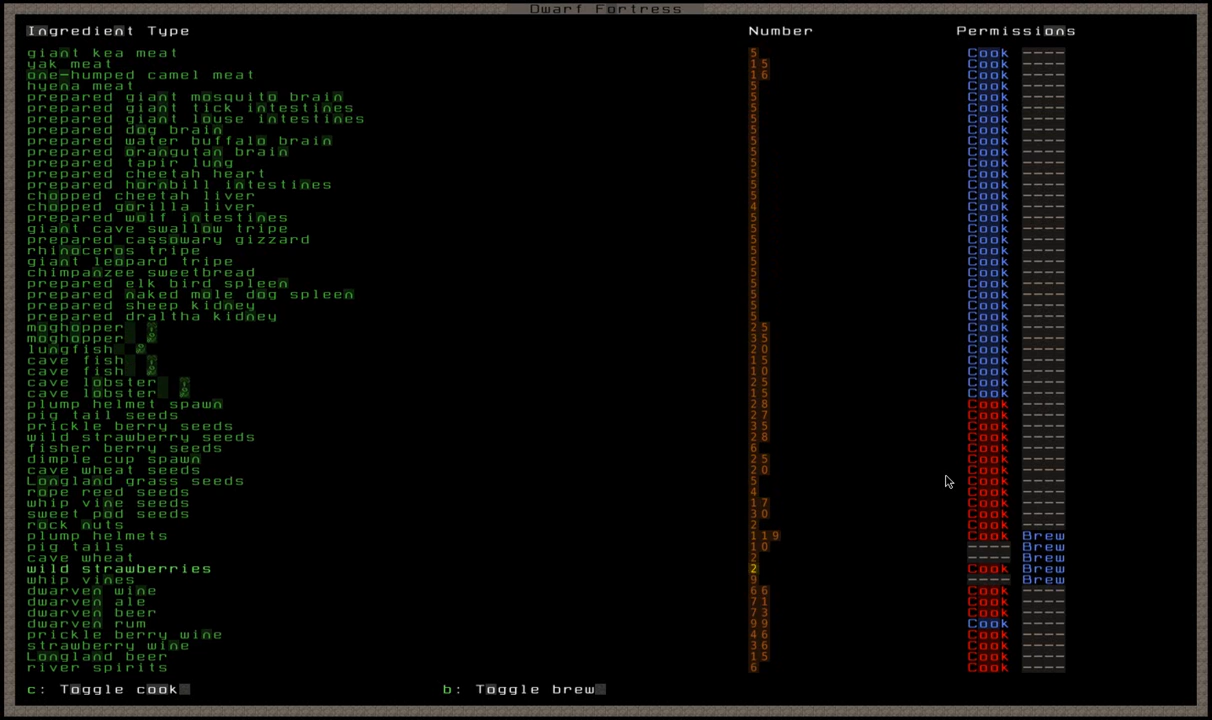 Dwarf Fortress
Ingredient Type Number Permissions
giant kea meat 5 Cook ----
yak meat 15 Cook ----
one-humped camel meat 16 Cook ----
hyena meat 5 Cook ----
prepared giant mosquito brain 5 Cook ----
prepared giant tick intestines 5 Cook ----
prepared giant louse intestines 5 Cook ----
prepared dog brain 5 Cook ----
prepared water buffalo brain 5 Cook ----
prepared orangutan brain 5 Cook ----
prepared tapir lung 5 Cook ----
prepared cheetah heart 5 Cook ----
prepared hornbill intestines 5 Cook ----
chopped cheetah liver 5 Cook ----
chopped gorilla liver 4 Cook ----
prepared wolf intestines 5 Cook ----
giant cave swallow tripe 5 Cook ----
prepared cassowary gizzard 5 Cook ----
rhinoceros tripe 5 Cook ----
giant leopard tripe 5 Cook ----
chimpanzee sweetbread 5 Cook ----
prepared elk bird spleen 5 Cook ----
prepared naked mole dog spleen 5 Cook ----
prepared sheep kidney 5 Cook ----
prepared draltha kidney 5 Cook ----
moghopper ♀ 25 Cook ----
moghopper ♂ 35 Cook ----
lungfish ♂ 20 Cook ----
cave fish ♀ 15 Cook ----
cave fish ♂ 10 Cook ----
cave lobster ♀ 25 Cook ----
cave lobster ♂ 15 Cook ----
plump helmet spawn 28 Cook ----
pig tail seeds 27 Cook ----
prickle berry seeds 35 Cook ----
wild strawberry seeds 28 Cook ----
fisher berry seeds 6 Cook ----
dimple cup spawn 25 Cook ----
cave wheat seeds 20 Cook ----
Longland grass seeds 5 Cook ----
rope reed seeds 4 Cook ----
whip vine seeds 17 Cook ----
sweet pod seeds 30 Cook ----
rock nuts 2 Cook ----
plump helmets 119 Cook Brew
pig tails 10 ---- Brew
cave wheat 2 ---- Brew
wild strawberries 2 Cook Brew
whip vines 9 ---- Brew
dwarven wine 66 Cook ----
dwarven ale 71 Cook ----
dwarven beer 73 Cook ----
dwarven rum 99 Cook ----
prickle berry wine 46 Cook ----
strawberry wine 36 Cook ----
Longland beer 15 Cook ----
river spirits 6 Cook ----
c: Toggle cook b: Toggle brew